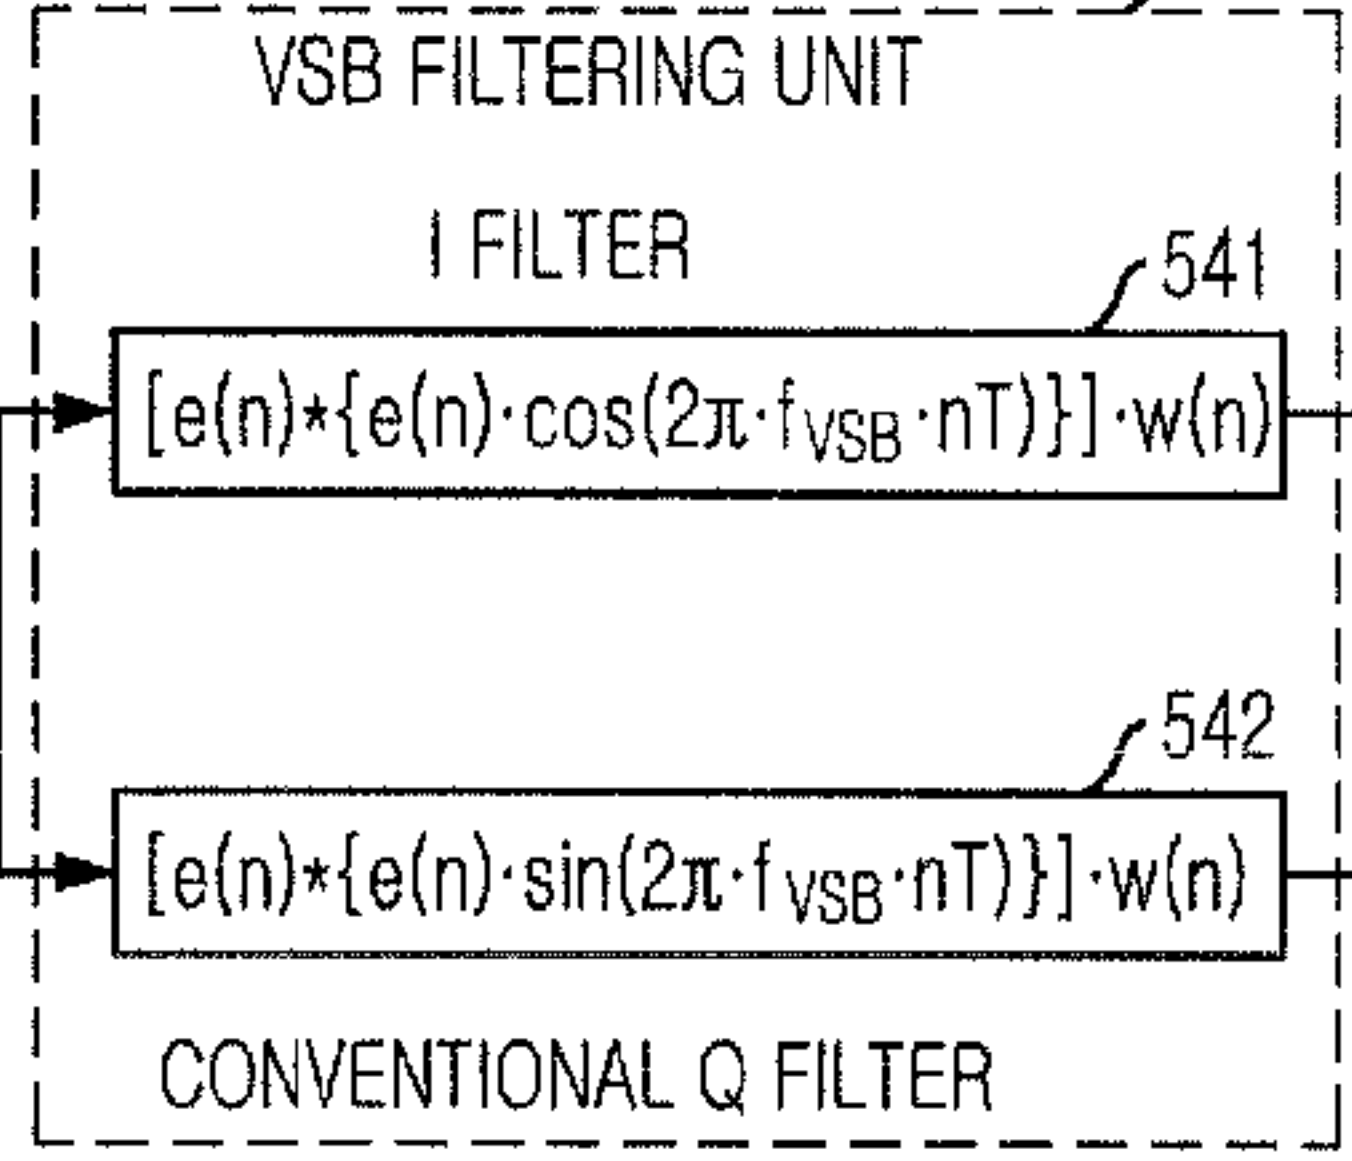 VSB FILTERING UNIT
I FILTER
541
[e(n)*{e(n)·cos(2π·fVSB·nT)}]·w(n)
542
[e(n)*{e(n)·sin(2π·fVSB·nT)}]·w(n)
CONVENTIONAL Q FILTER